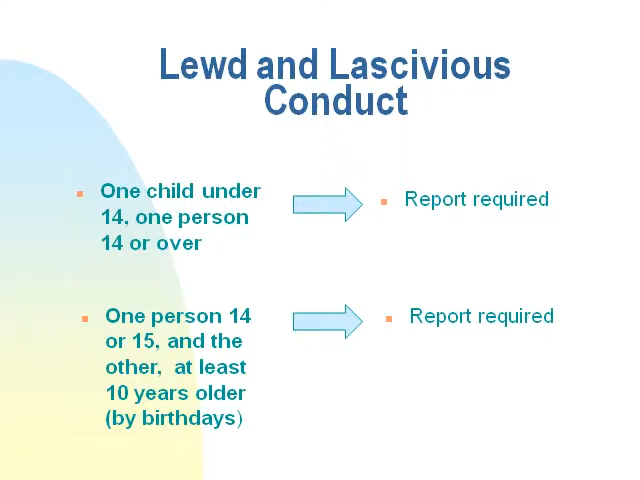 Lewd and Lascivious
Conduct
One child under
14, one person
14 or over
Report required
One person 14
or 15, and the
other,  at least
10 years older
(by birthdays)
Report required